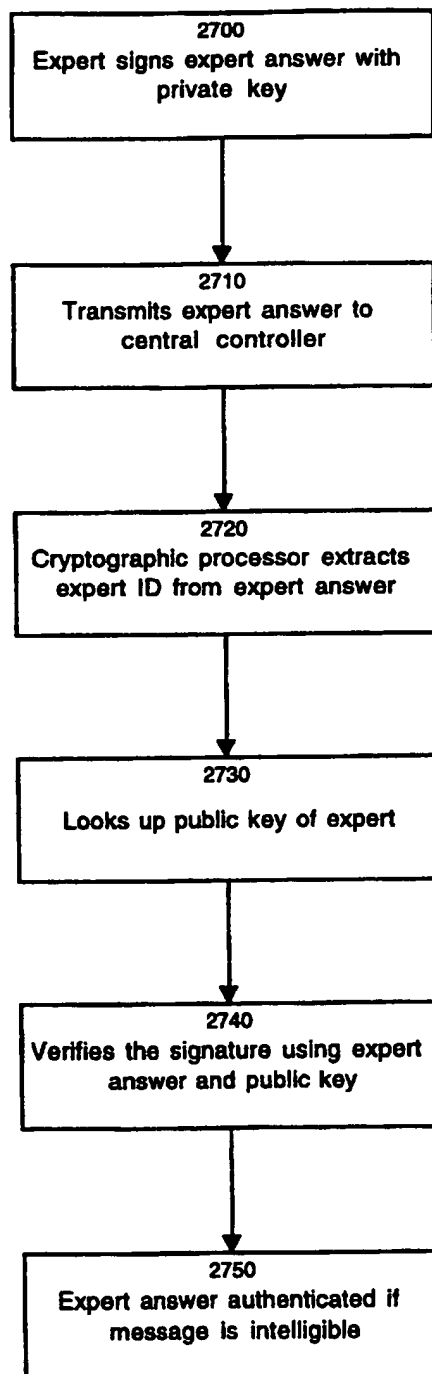 2700
Expert signs expert answer with
private key
2710
Transmits expert answer to
central controller
2720
Cryptographic processor extracts
expert ID from expert answer
2730
Looks up public key of expert
2740
Verifies the signature using expert
answer and public key
2750
Expert answer authenticated if
message is intelligible